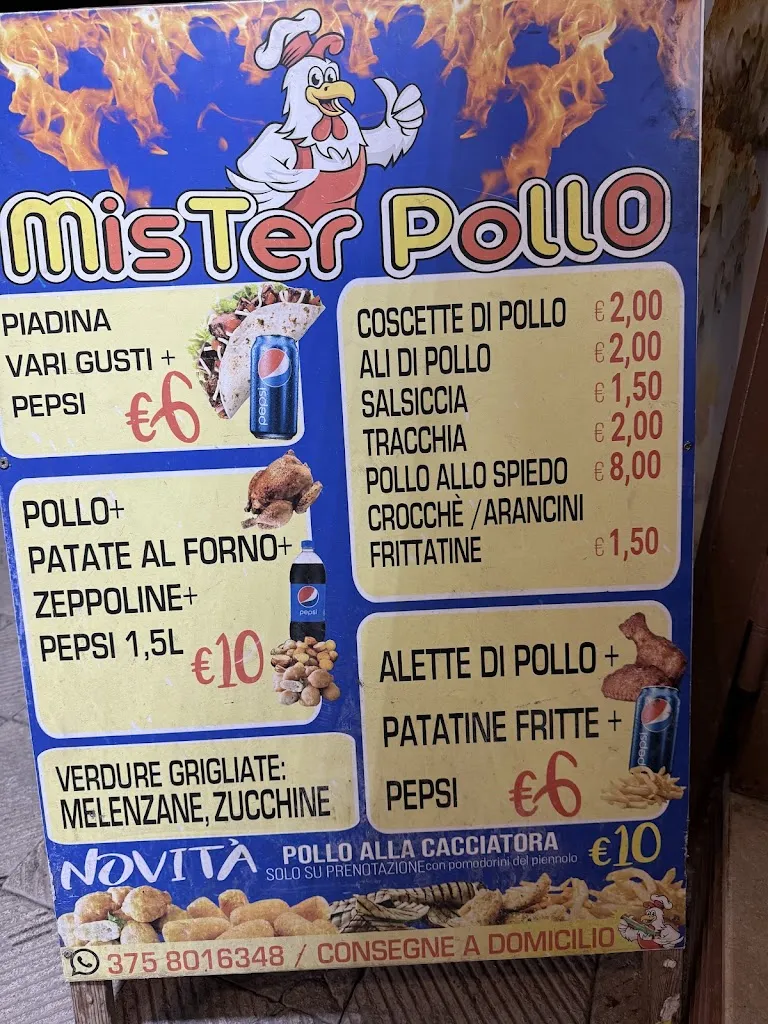 MisTer PollO
PIADINA
VARI GUSTI +
PEPSI €6
pepsi
COSCETTE DI POLLO € 2,00
ALI DI POLLO € 2,00
SALSICCIA € 1,50
TRACCHIA € 2,00
POLLO ALLO SPIEDO € 8,00
CROCCHÈ /ARANCINI
FRITTATINE € 1,50
POLLO+
PATATE AL FORNO+
ZEPPOLINE+
PEPSI 1,5L €10
pepsi
ALETTE DI POLLO +
PATATINE FRITTE +
PEPSI €6
pepsi
VERDURE GRIGLIATE:
MELENZANE, ZUCCHINE
NOVITÀ POLLO ALLA CACCIATORA €10
SOLO SU PRENOTAZIONE con pomodorini del piennolo
375 8016348 / CONSEGNE A DOMICILIO